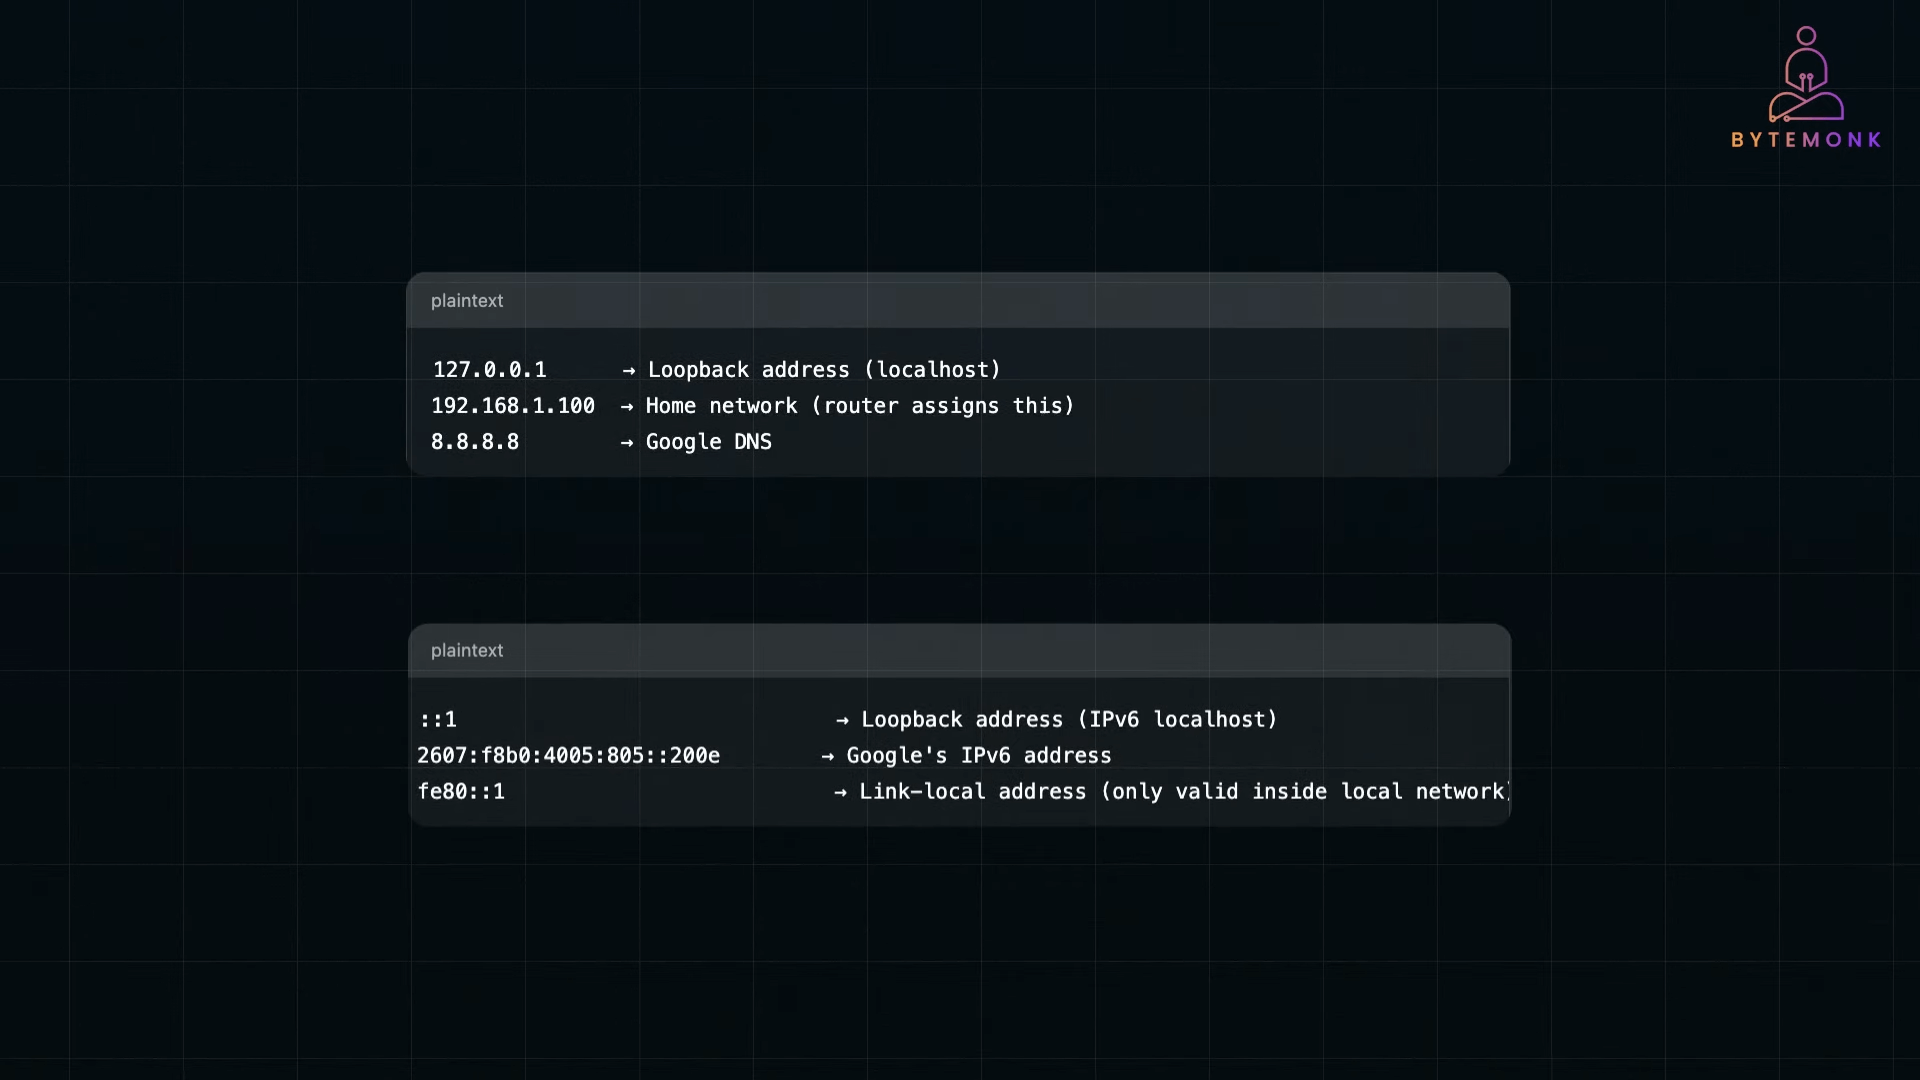 BYTEMONK
plaintext
127.0.0.1 → Loopback address (localhost)
192.168.1.100 → Home network (router assigns this)
8.8.8.8 → Google DNS
plaintext
::1 → Loopback address (IPv6 localhost)
2607:f8b0:4005:805::200e → Google's IPv6 address
fe80::1 → Link-local address (only valid inside local network)